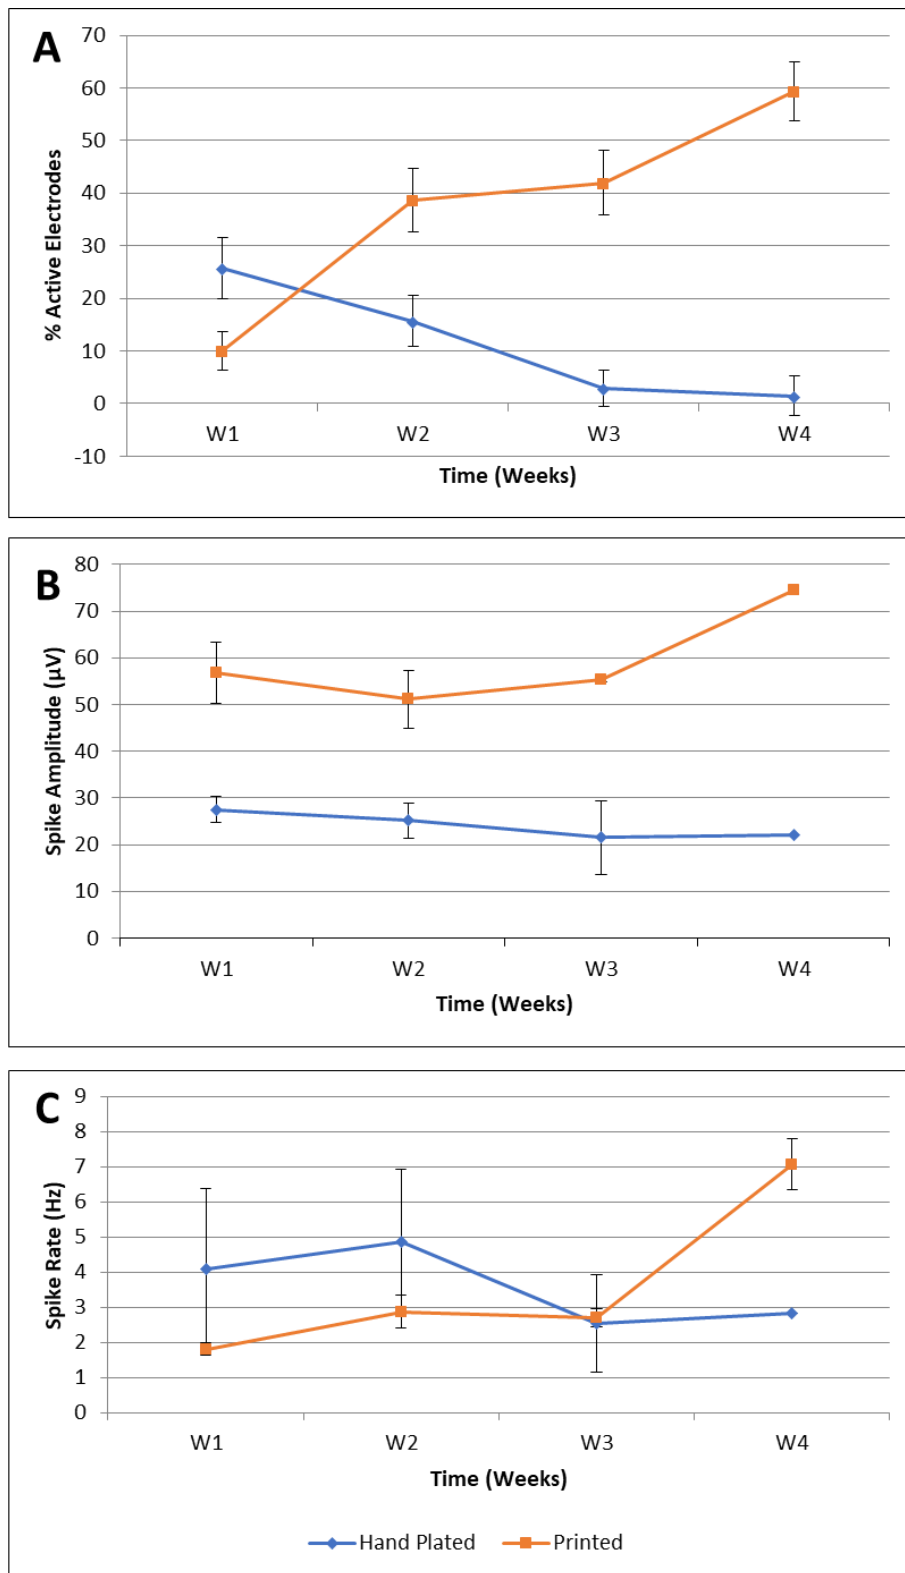 A
70
60
50
40
30
20
10
0
-10
% Active Electrodes
W1 W2 W3 W4
Time (Weeks)
B
80
70
60
50
40
30
20
10
0
Spike Amplitude (µV)
W1 W2 W3 W4
Time (Weeks)
C
9
8
7
6
5
4
3
2
1
0
Spike Rate (Hz)
W1 W2 W3 W4
Time (Weeks)
Hand Plated Printed